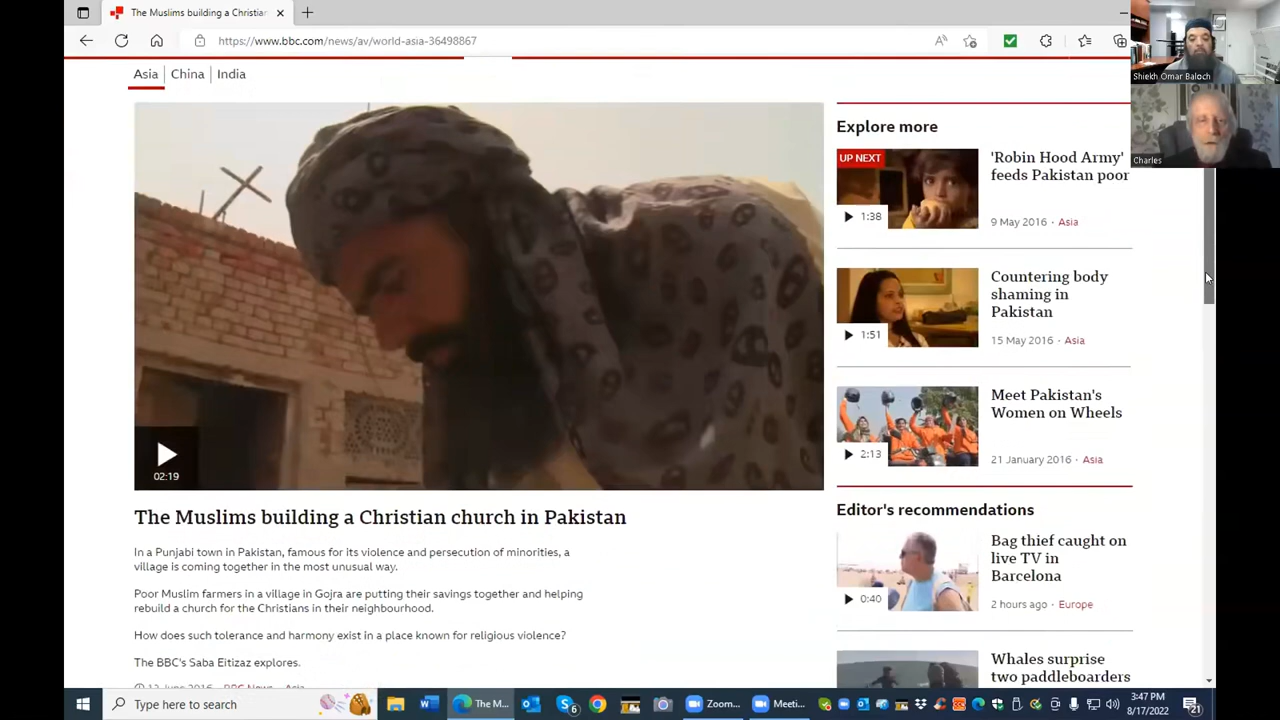 The Muslims building a Christian
https://www.bbc.com/news/av/world-asia-36498867
Shiekh Omar Baloch
Charles
Asia | China | India
02:19
The Muslims building a Christian church in Pakistan
In a Punjabi town in Pakistan, famous for its violence and persecution of minorities, a
village is coming together in the most unusual way.
Poor Muslim farmers in a village in Gojra are putting their savings together and helping
rebuild a church for the Christians in their neighbourhood.
How does such tolerance and harmony exist in a place known for religious violence?
The BBC's Saba Eitizaz explores.
Explore more
UP NEXT
1:38
'Robin Hood Army'
feeds Pakistan poor
9 May 2016 · Asia
1:51
Countering body
shaming in
Pakistan
15 May 2016 · Asia
2:13
Meet Pakistan's
Women on Wheels
21 January 2016 · Asia
Editor's recommendations
0:40
Bag thief caught on
live TV in
Barcelona
2 hours ago · Europe
Whales surprise
two paddleboarders
Type here to search
The M...
Zoom...
Meeti...
3:47 PM
8/17/2022